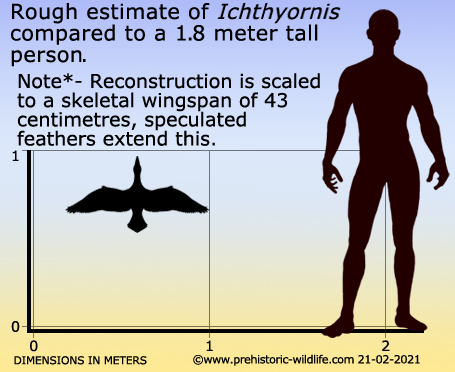 Rough estimate of Ichthyornis
compared to a 1.8 meter tall
person.
Note*- Reconstruction is scaled
to a skeletal wingspan of 43
centimetres, speculated
feathers extend this.
1
0
0 1 2
DIMENSIONS IN METERS ©www.prehistoric-wildlife.com 21-02-2021